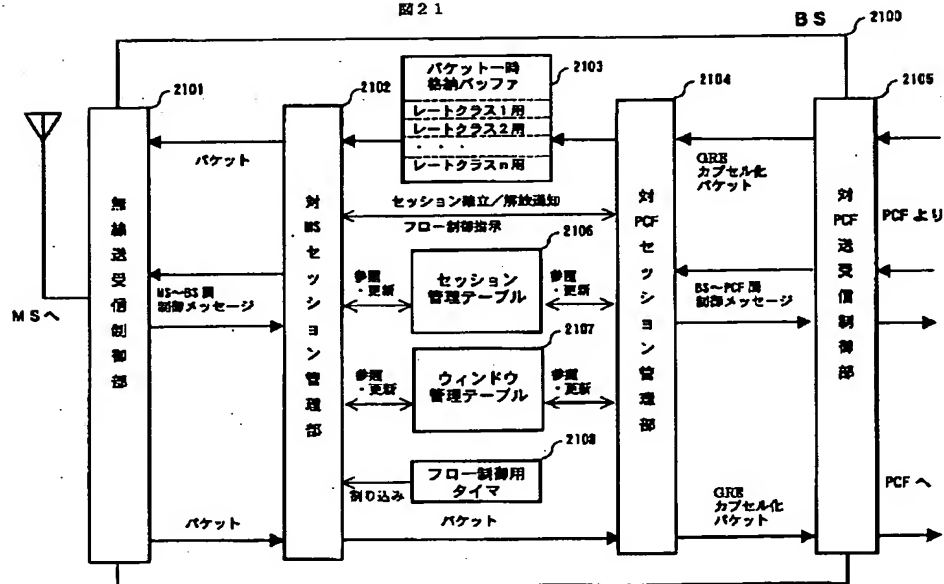 図21
BS
2100
2101
2102
パケット一時
格納バッファ
2103
2104
2105
レートクラス1用
レートクラス2用
・ ・ ・
レートクラスn用
パケット
GRE
カプセル化
パケット
無線送受信制御部
対MSセッション管理部
対PCFセッション管理部
対PCF送受信制御部
セッション確立/解放通知
フロー制御指示
PCFより
2106
MSへ
MS~BS間
制御メッセージ
参照
・更新
セッション
管理テーブル
参照
・更新
BS~PCF間
制御メッセージ
2107
参照
・更新
ウィンドウ
管理テーブル
参照
・更新
2108
フロー制御用
タイマ
割り込み
PCFへ
パケット
パケット
GRE
カプセル化
パケット